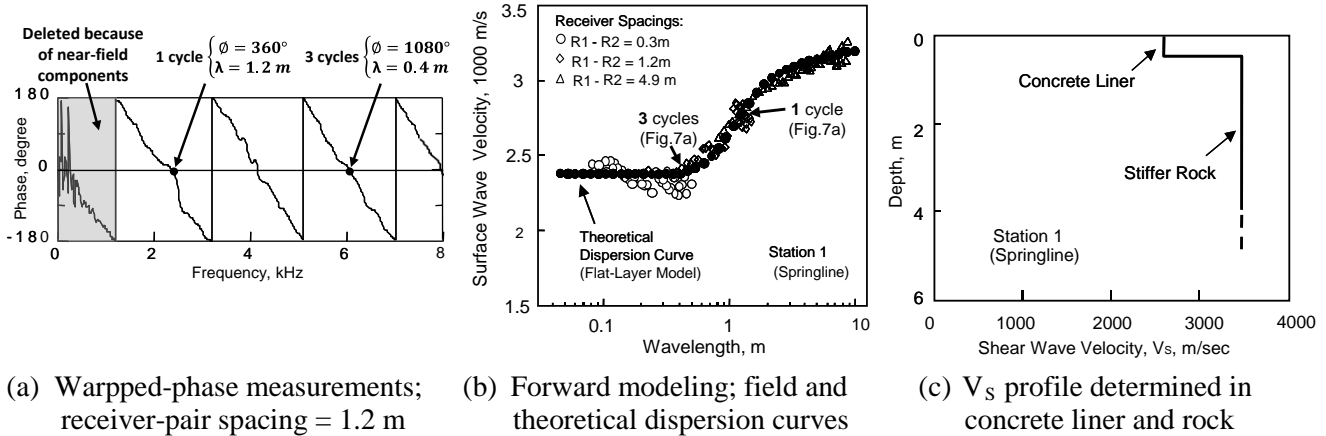 Deleted because
of near-field
components
1 cycle { ∅ = 360°
λ = 1.2 m
3 cycles { ∅ = 1080°
λ = 0.4 m
180
0
-180
Phase, degree
0 2 4 6 8
Frequency, kHz
(a) Warpped-phase measurements;
receiver-pair spacing = 1.2 m
3.5
3
2.5
2
1.5
Surface Wave Velocity, 1000 m/s
Receiver Spacings:
R1 - R2 = 0.3m
R1 - R2 = 1.2m
R1 - R2 = 4.9 m
3 cycles
(Fig.7a)
1 cycle
(Fig.7a)
Theoretical
Dispersion Curve
(Flat-Layer Model)
Station 1
(Springline)
0.1 1 10
Wavelength, m
(b) Forward modeling; field and
theoretical dispersion curves
0
2
4
6
Depth, m
Concrete Liner
Stiffer Rock
Station 1
(Springline)
0 1000 2000 3000 4000
Shear Wave Velocity, Vs, m/sec
(c) VS profile determined in
concrete liner and rock